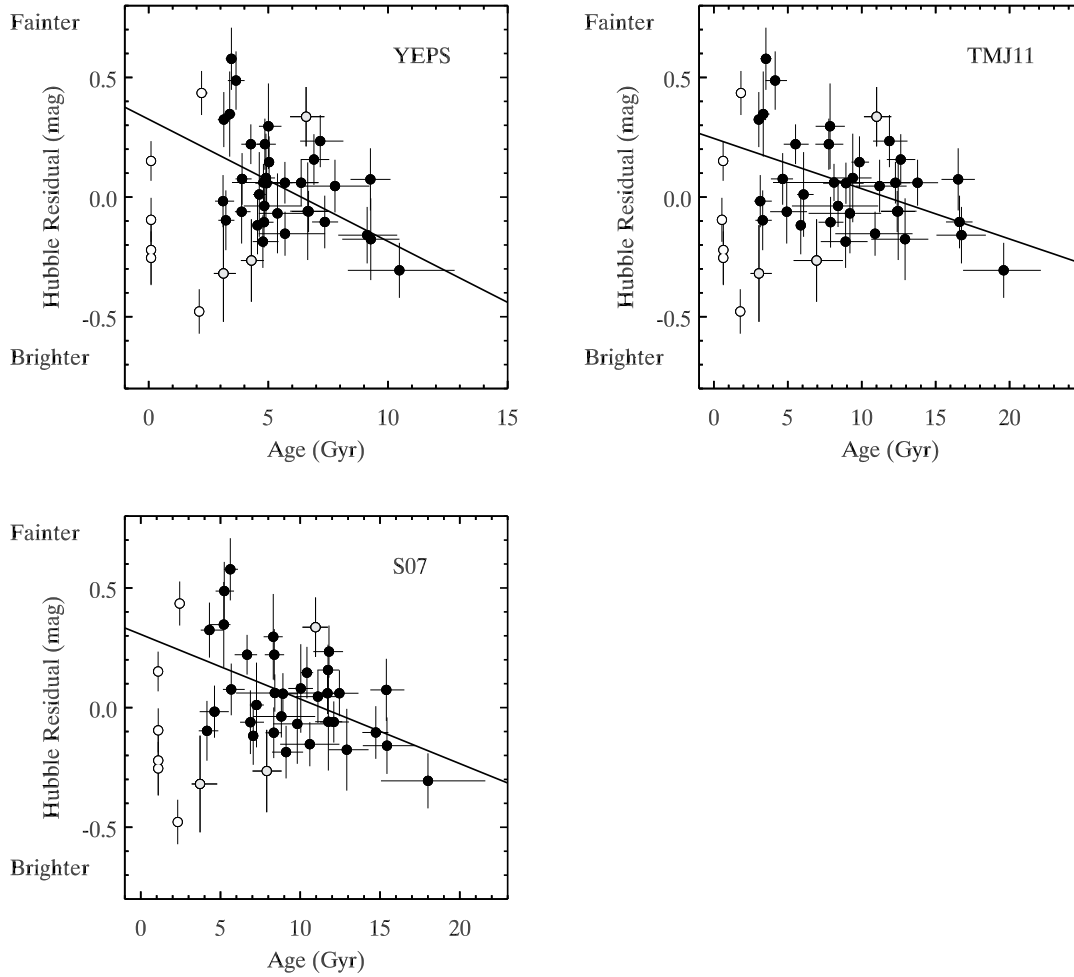 Fainter
YEPS
0.5
0.0
-0.5
Hubble Residual (mag)
Brighter
0 5 10 15
Age (Gyr)
Fainter
TMJ11
0.5
0.0
-0.5
Hubble Residual (mag)
Brighter
0 5 10 15 20
Age (Gyr)
Fainter
S07
0.5
0.0
-0.5
Hubble Residual (mag)
Brighter
0 5 10 15 20
Age (Gyr)